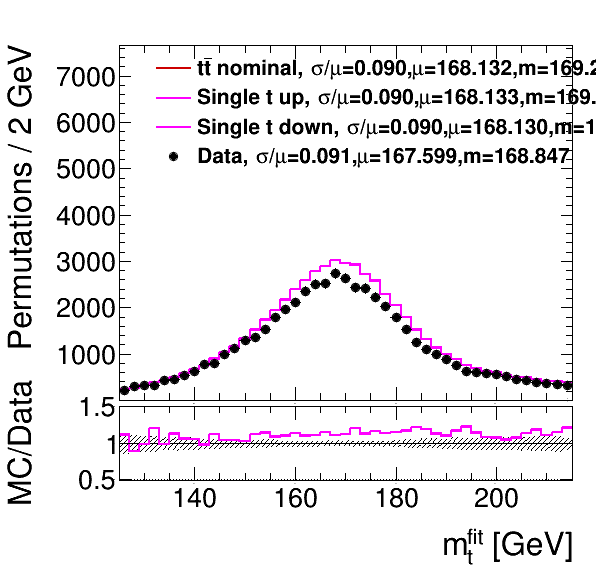 tt̄ nominal, σ/μ=0.090,μ=168.132,m=169.2
Single t up, σ/μ=0.090,μ=168.133,m=169.
Single t down, σ/μ=0.090,μ=168.130,m=1
Data, σ/μ=0.091,μ=167.599,m=168.847
Permutations / 2 GeV
7000
6000
5000
4000
3000
2000
1000
MC/Data
1.5
1
0.5
140 160 180 200
m_t^fit [GeV]